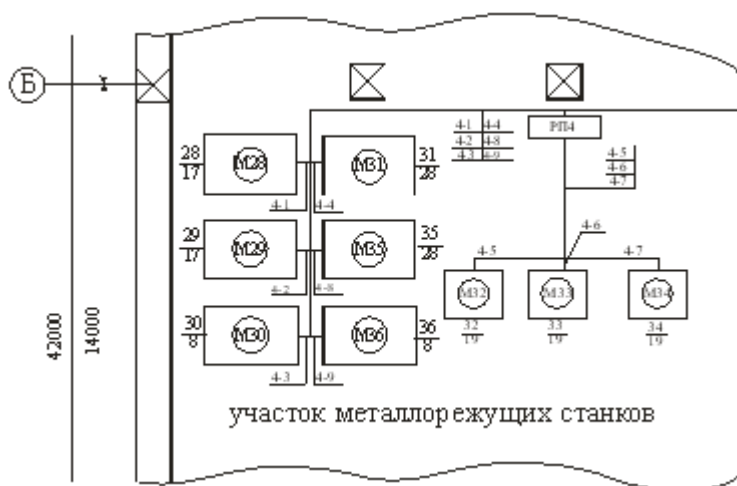 Б
42000
14000
4-1 4-4
4-2 4-8
4-3 4-9
РП4
4-5
4-6
4-7
28
17
М28
М31
31
28
4-1 4-4
29
17
М29
М35
35
28
4-2 4-8
30
8
М30
М36
36
8
4-3 4-9
4-6
4-5
4-7
М32
М33
М34
32
19
33
19
34
19
участок металлорежущих станков